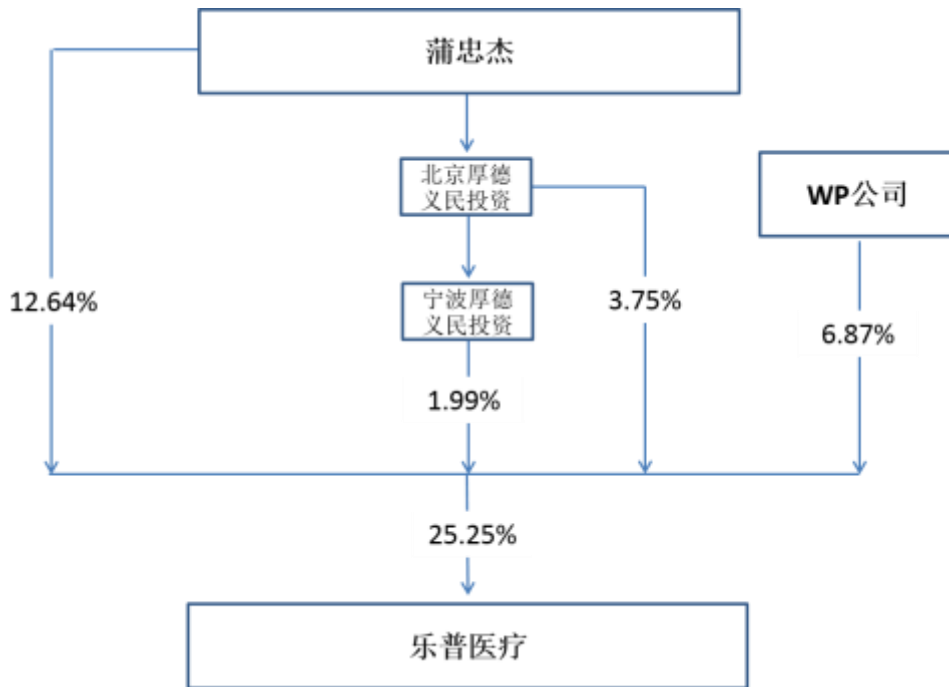 蒲忠杰
北京厚德
义民投资
WP公司
宁波厚德
义民投资
12.64%
3.75%
6.87%
1.99%
25.25%
乐普医疗